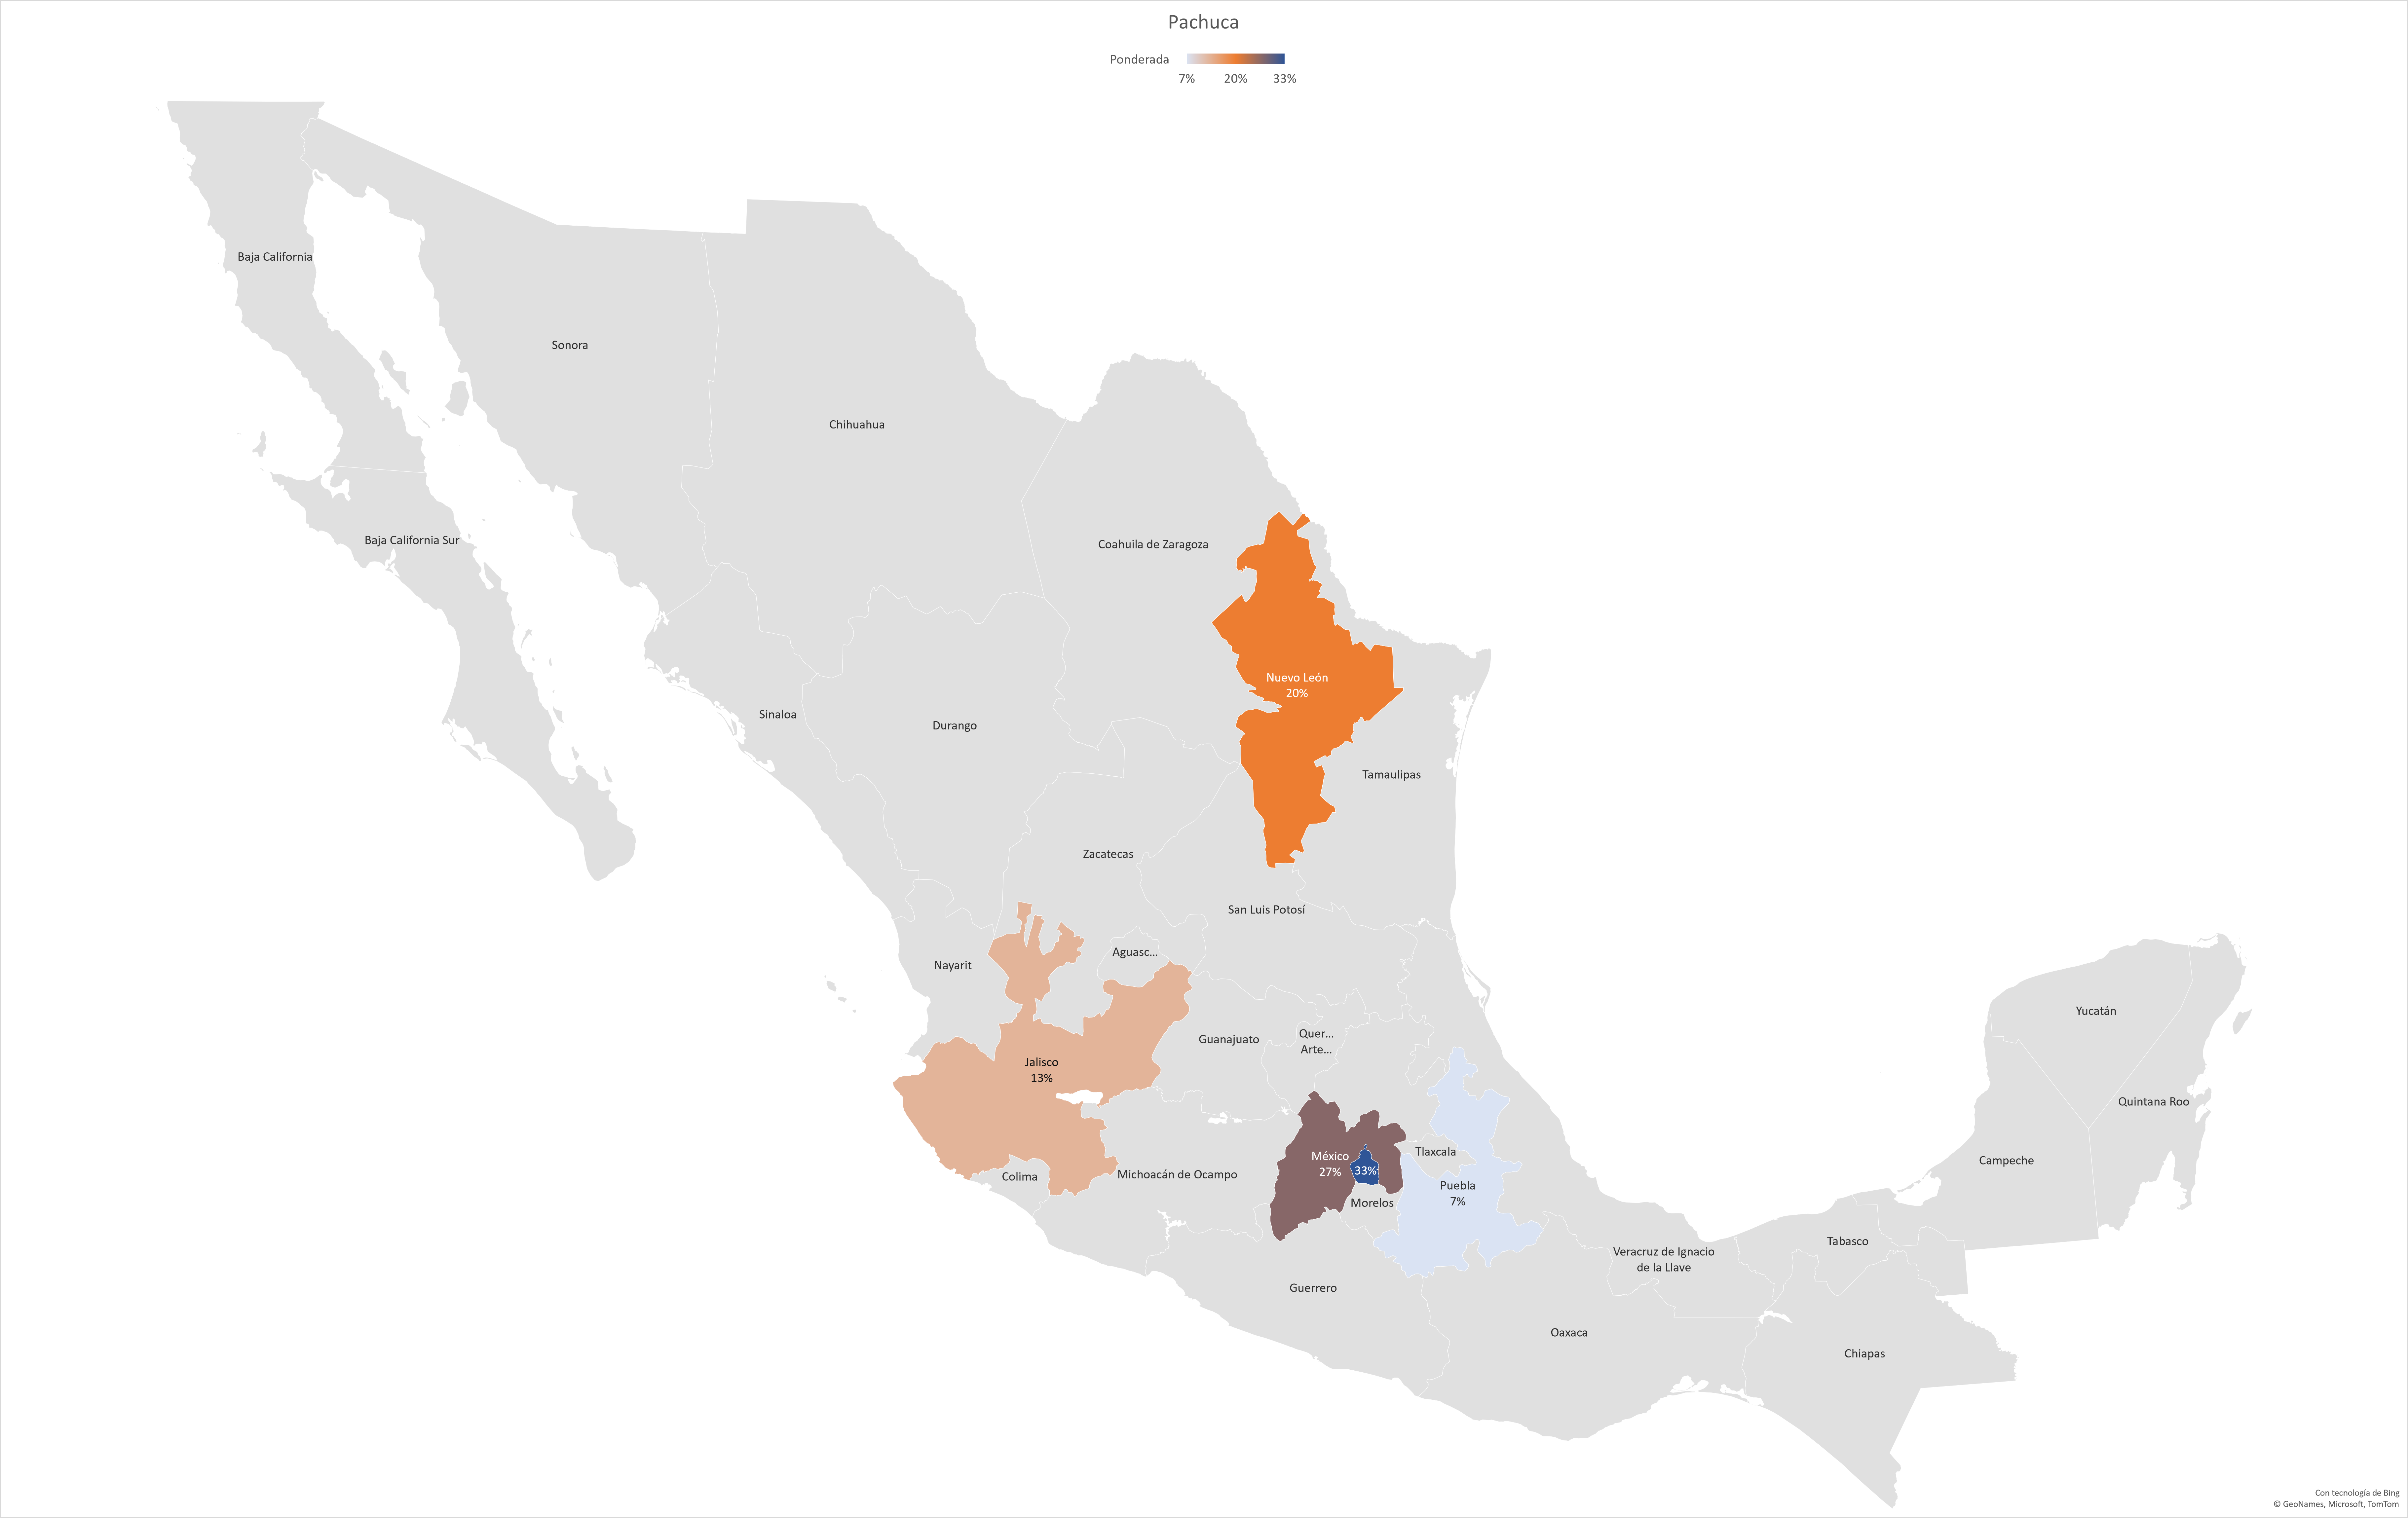 Pachuca
Ponderada
7% 20% 33%
Baja California
Sonora
Chihuahua
Coahuila de Zaragoza
Baja California Sur
Nuevo León
20%
Sinaloa
Durango
Tamaulipas
Zacatecas
San Luis Potosí
Aguasc...
Nayarit
Yucatán
Quer...
Arte...
Guanajuato
Jalisco
13%
Quintana Roo
Tlaxcala
México
27%
33%
Campeche
Michoacán de Ocampo
Colima
Puebla
7%
Morelos
Tabasco
Veracruz de Ignacio
de la Llave
Guerrero
Oaxaca
Chiapas
Con tecnología de Bing
© GeoNames, Microsoft, TomTom